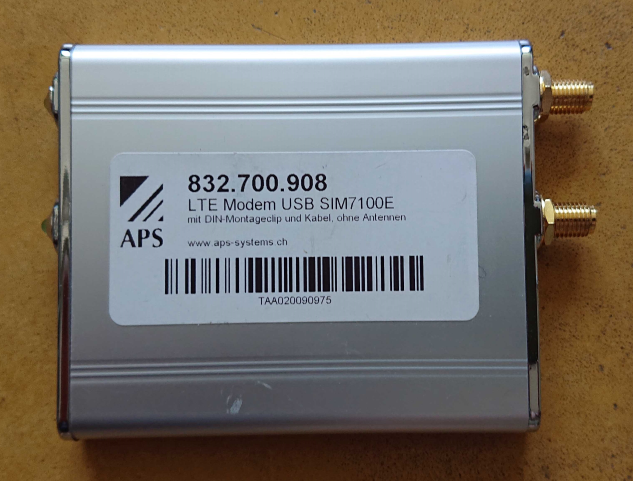 832.700.908
LTE Modem USB SIM7100E
mit DIN-Montageclip und Kabel, ohne Antennen
APS
www.aps-systems.ch
TAA020090975